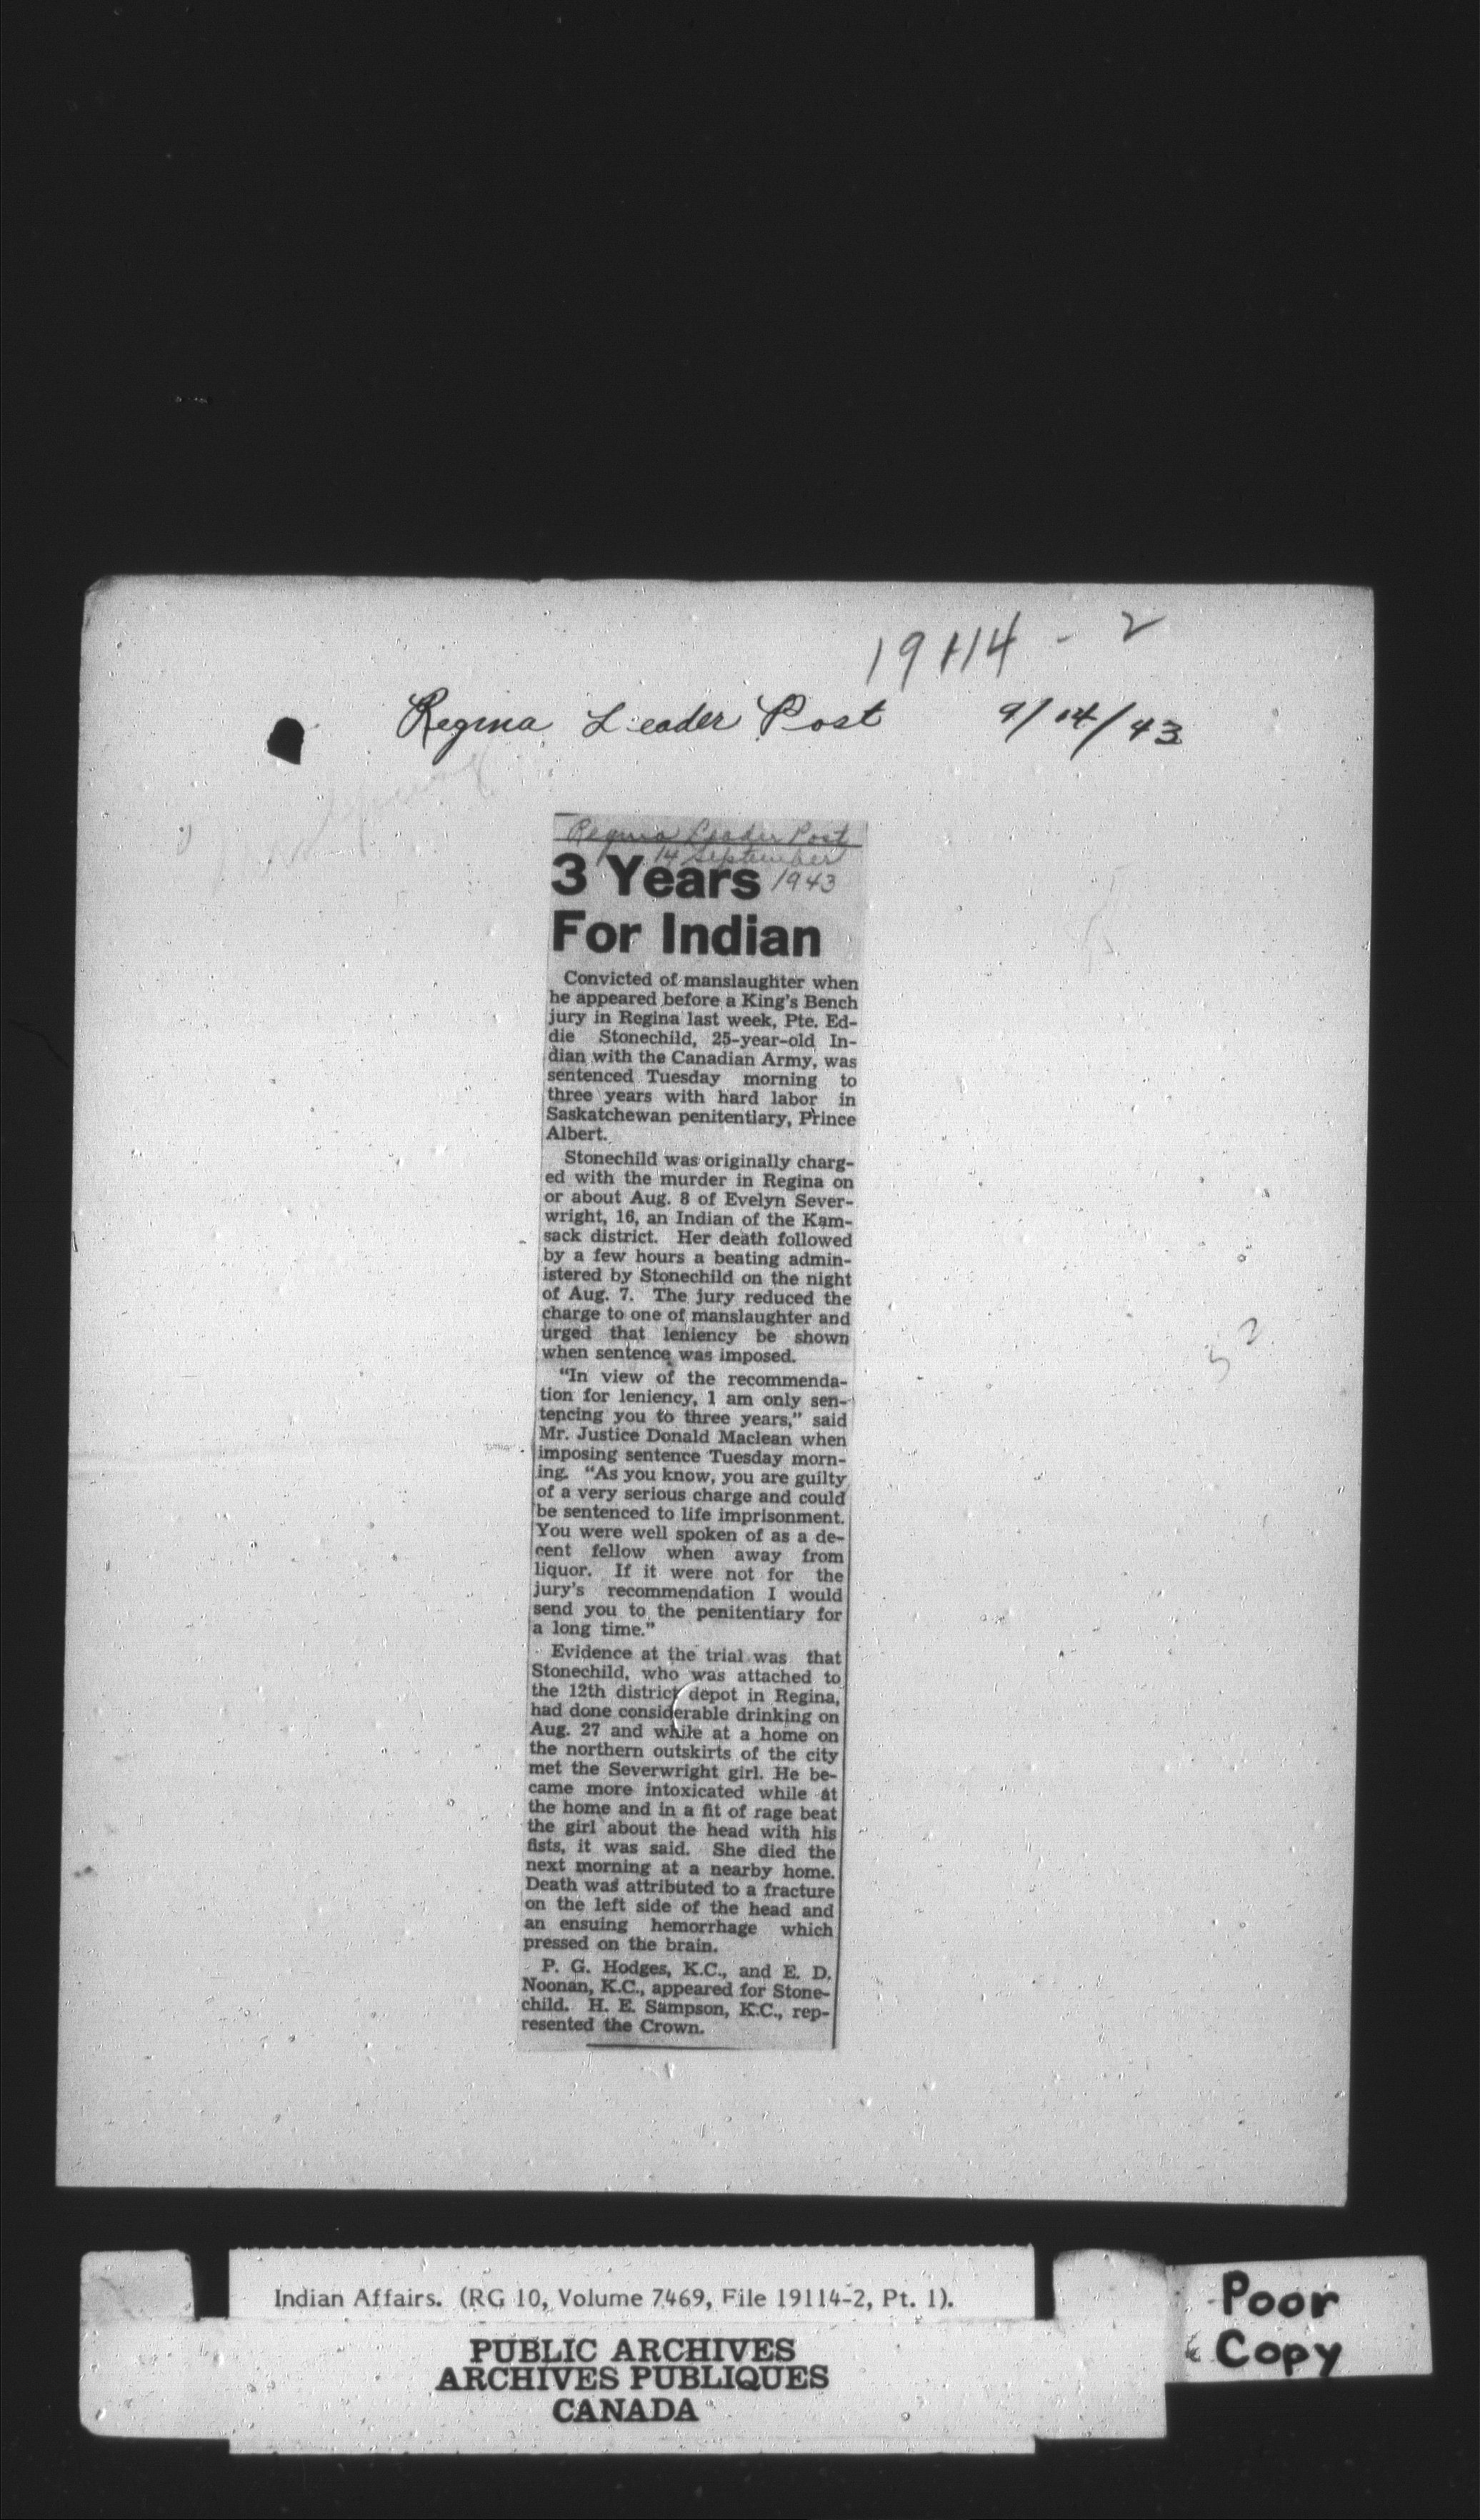 19114 - 2
Regina Leader Post 9/14/43
Regina Leader Post
14 September
1943
3 Years
For Indian
Convicted of manslaughter when
he appeared before a King's Bench
jury in Regina last week, Pte. Ed-
die Stonechild, 25-year-old In-
dian with the Canadian Army, was
sentenced Tuesday morning to
three years with hard labor in
Saskatchewan penitentiary, Prince
Albert.
Stonechild was originally charg-
ed with the murder in Regina on
or about Aug. 8 of Evelyn Sever-
wright, 16, an Indian of the Kam-
sack district. Her death followed
by a few hours a beating admin-
istered by Stonechild on the night
of Aug. 7. The jury reduced the
charge to one of manslaughter and
urged that leniency be shown
when sentence was imposed.
"In view of the recommenda-
tion for leniency, I am only sen-
tencing you to three years," said
Mr. Justice Donald Maclean when
imposing sentence Tuesday morn-
ing. "As you know, you are guilty
of a very serious charge and could
be sentenced to life imprisonment.
You were well spoken of as a de-
cent fellow when away from
liquor. If it were not for the
jury's recommendation I would
send you to the penitentiary for
a long time."
Evidence at the trial was that
Stonechild, who was attached to
the 12th district depot in Regina,
had done considerable drinking on
Aug. 27 and while at a home on
the northern outskirts of the city
met the Severwright girl. He be-
came more intoxicated while at
the home and in a fit of rage beat
the girl about the head with his
fists, it was said. She died the
next morning at a nearby home.
Death was attributed to a fracture
on the left side of the head and
an ensuing hemorrhage which
pressed on the brain.
P. G. Hodges, K.C., and E. D.
Noonan, K.C., appeared for Stone-
child. H. E. Sampson, K.C., rep-
resented the Crown.
Indian Affairs. (RG 10, Volume 7469, File 19114-2, Pt. 1).
PUBLIC ARCHIVES
ARCHIVES PUBLIQUES
CANADA
Poor
Copy